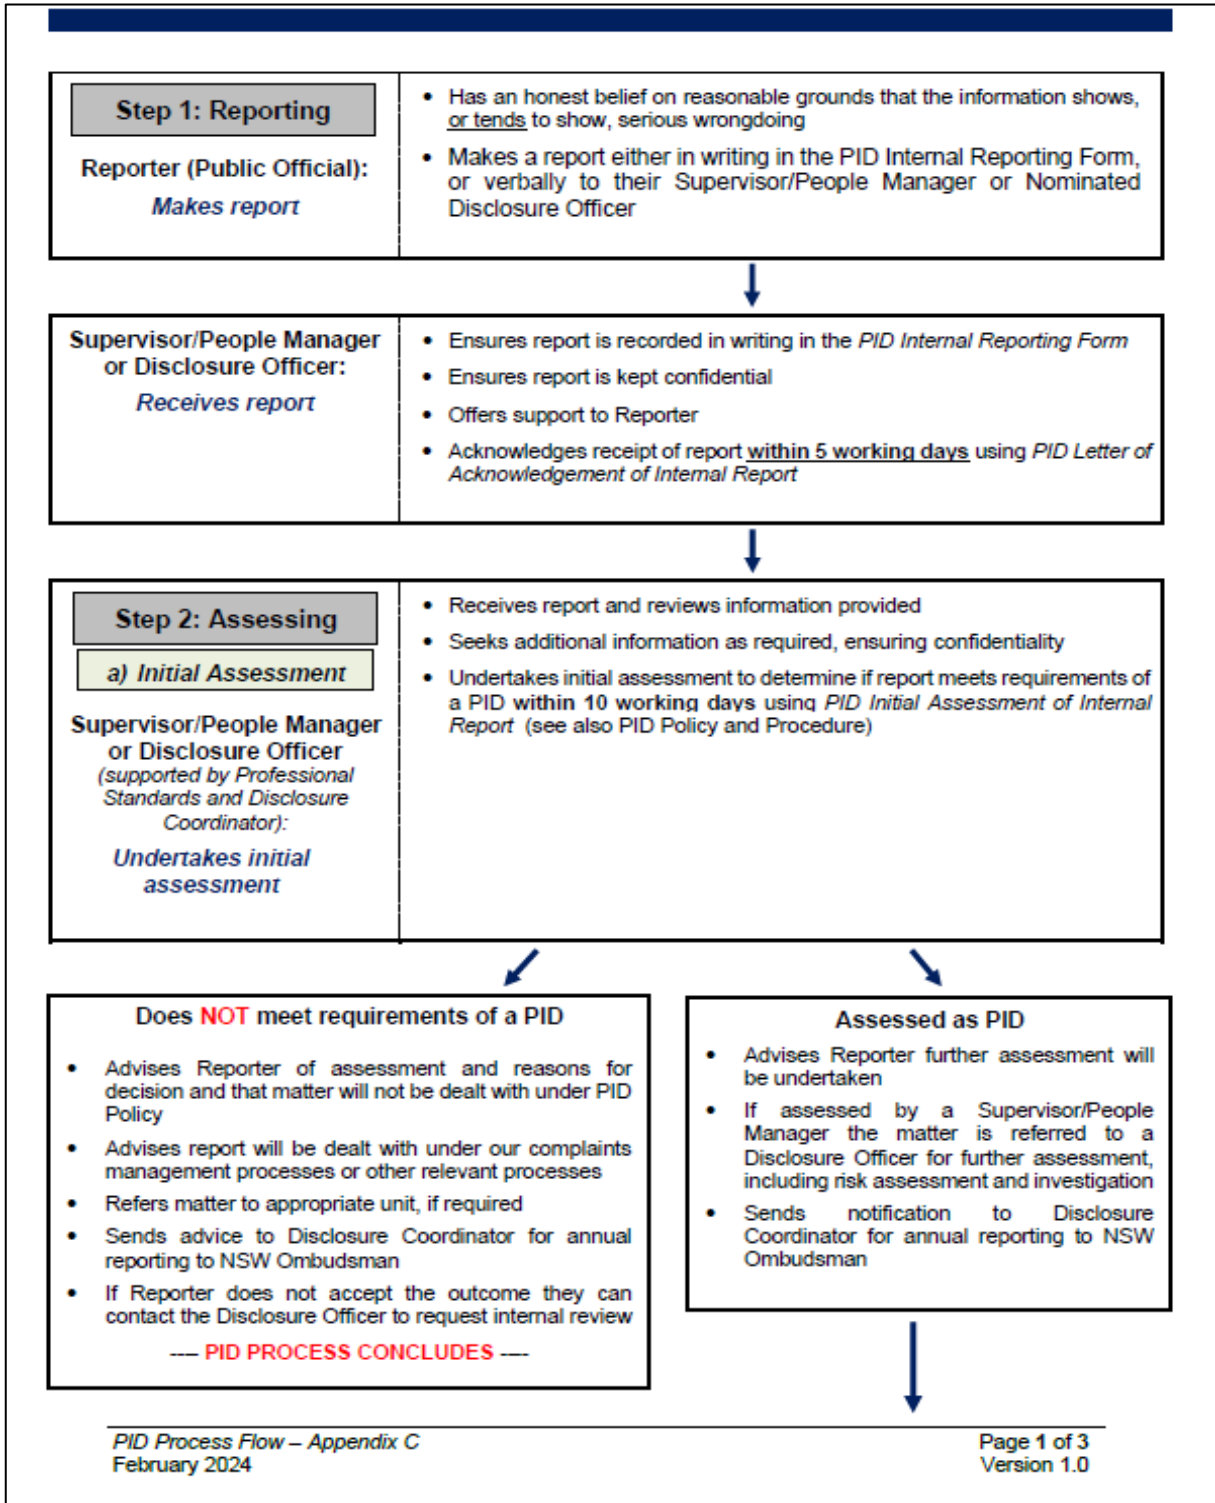 Step 1: Reporting
Reporter (Public Official):
Makes report
• Has an honest belief on reasonable grounds that the information shows,
or tends to show, serious wrongdoing
• Makes a report either in writing in the PID Internal Reporting Form,
or verbally to their Supervisor/People Manager or Nominated
Disclosure Officer
Supervisor/People Manager
or Disclosure Officer:
Receives report
• Ensures report is recorded in writing in the PID Internal Reporting Form
• Ensures report is kept confidential
• Offers support to Reporter
• Acknowledges receipt of report within 5 working days using PID Letter of
Acknowledgement of Internal Report
Step 2: Assessing
a) Initial Assessment
Supervisor/People Manager
or Disclosure Officer
(supported by Professional
Standards and Disclosure
Coordinator):
Undertakes initial
assessment
• Receives report and reviews information provided
• Seeks additional information as required, ensuring confidentiality
• Undertakes initial assessment to determine if report meets requirements of
a PID within 10 working days using PID Initial Assessment of Internal
Report (see also PID Policy and Procedure)
Does NOT meet requirements of a PID
• Advises Reporter of assessment and reasons for
decision and that matter will not be dealt with under PID
Policy
• Advises report will be dealt with under our complaints
management processes or other relevant processes
• Refers matter to appropriate unit, if required
• Sends advice to Disclosure Coordinator for annual
reporting to NSW Ombudsman
• If Reporter does not accept the outcome they can
contact the Disclosure Officer to request internal review
---- PID PROCESS CONCLUDES ----
Assessed as PID
• Advises Reporter further assessment will
be undertaken
• If assessed by a Supervisor/People
Manager the matter is referred to a
Disclosure Officer for further assessment,
including risk assessment and investigation
• Sends notification to Disclosure
Coordinator for annual reporting to NSW
Ombudsman
PID Process Flow – Appendix C
February 2024
Page 1 of 3
Version 1.0